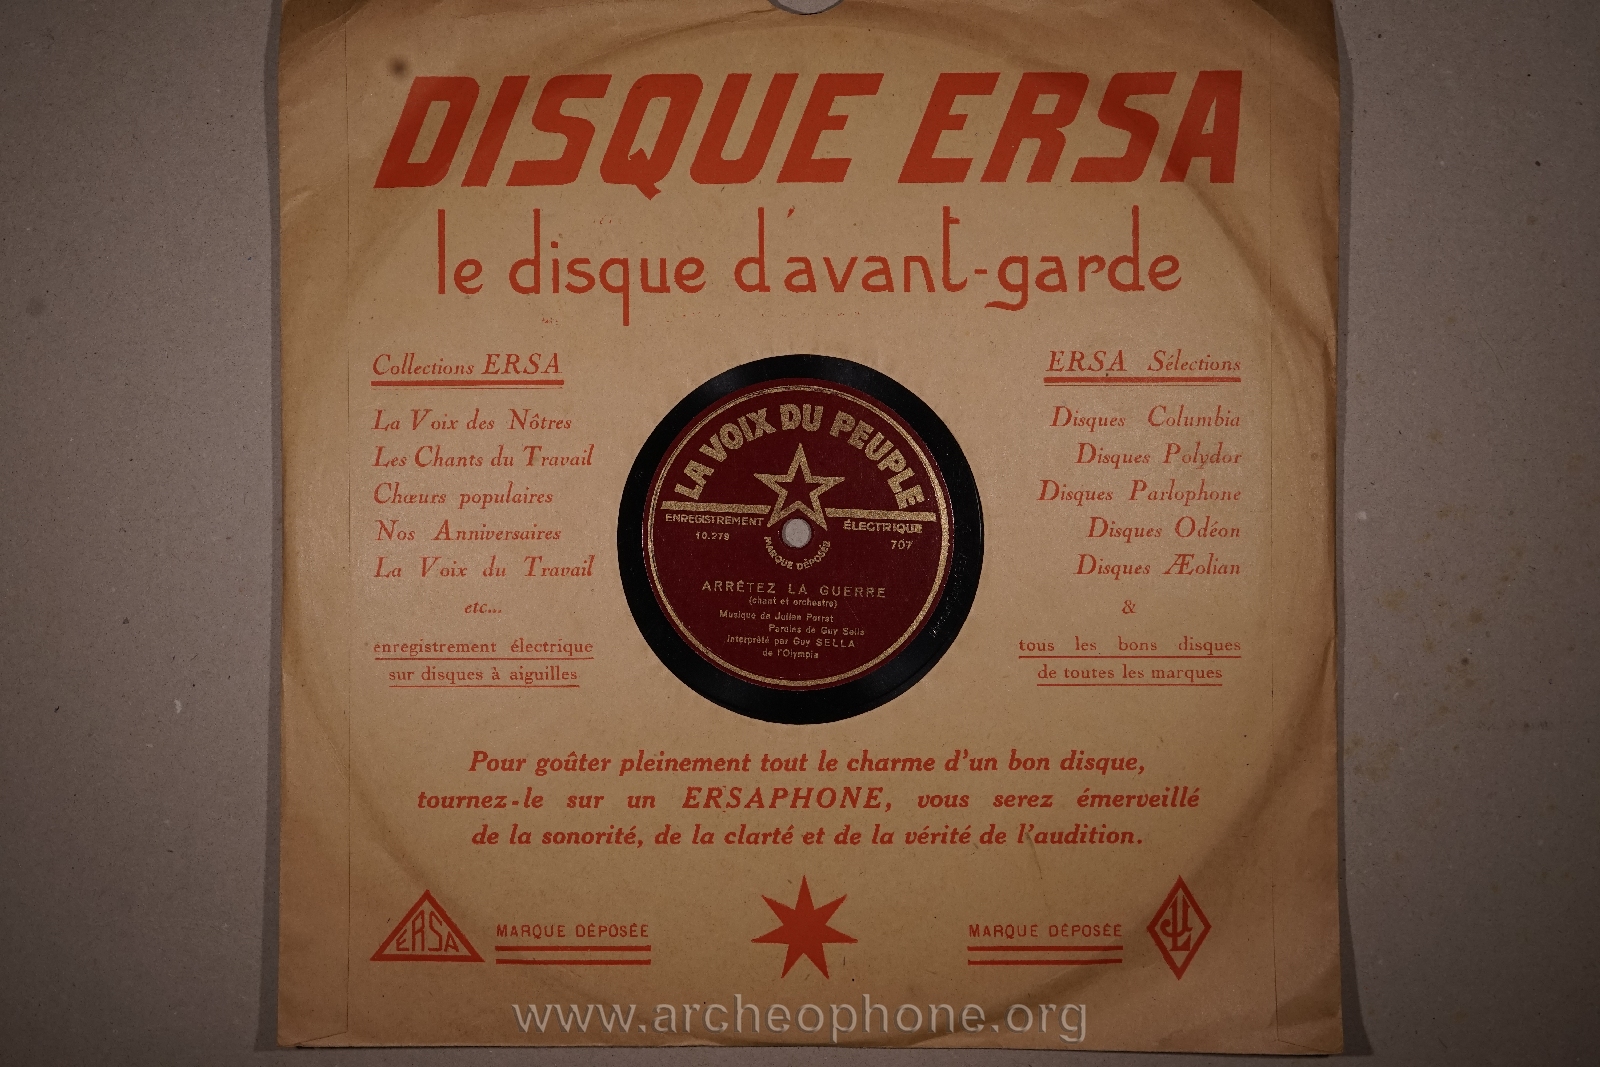 DISQUE ERSA
le disque d'avant-garde
Collections ERSA
La Voix des Nôtres
Les Chants du Travail
Chœurs populaires
Nos Anniversaires
La Voix du Travail
etc...
enregistrement électrique
sur disques à aiguilles
ERSA Sélections
Disques Columbia
Disques Polydor
Disques Parlophone
Disques Odéon
Disques Æolian
&
tous les bons disques
de toutes les marques
LA VOIX DU PEUPLE
ENREGISTREMENT ÉLECTRIQUE
10.279 707
MARQUE DÉPOSÉE
ARRÊTEZ LA GUERRE
(chant et orchestre)
Musique de Julien Porret
Paroles de Guy Sella
Interprété par Guy SELLA
de l'Olympia
Pour goûter pleinement tout le charme d'un bon disque,
tournez-le sur un ERSAPHONE, vous serez émerveillé
de la sonorité, de la clarté et de la vérité de l'audition.
ERSA
MARQUE DÉPOSÉE
MARQUE DÉPOSÉE
www.archeophone.org